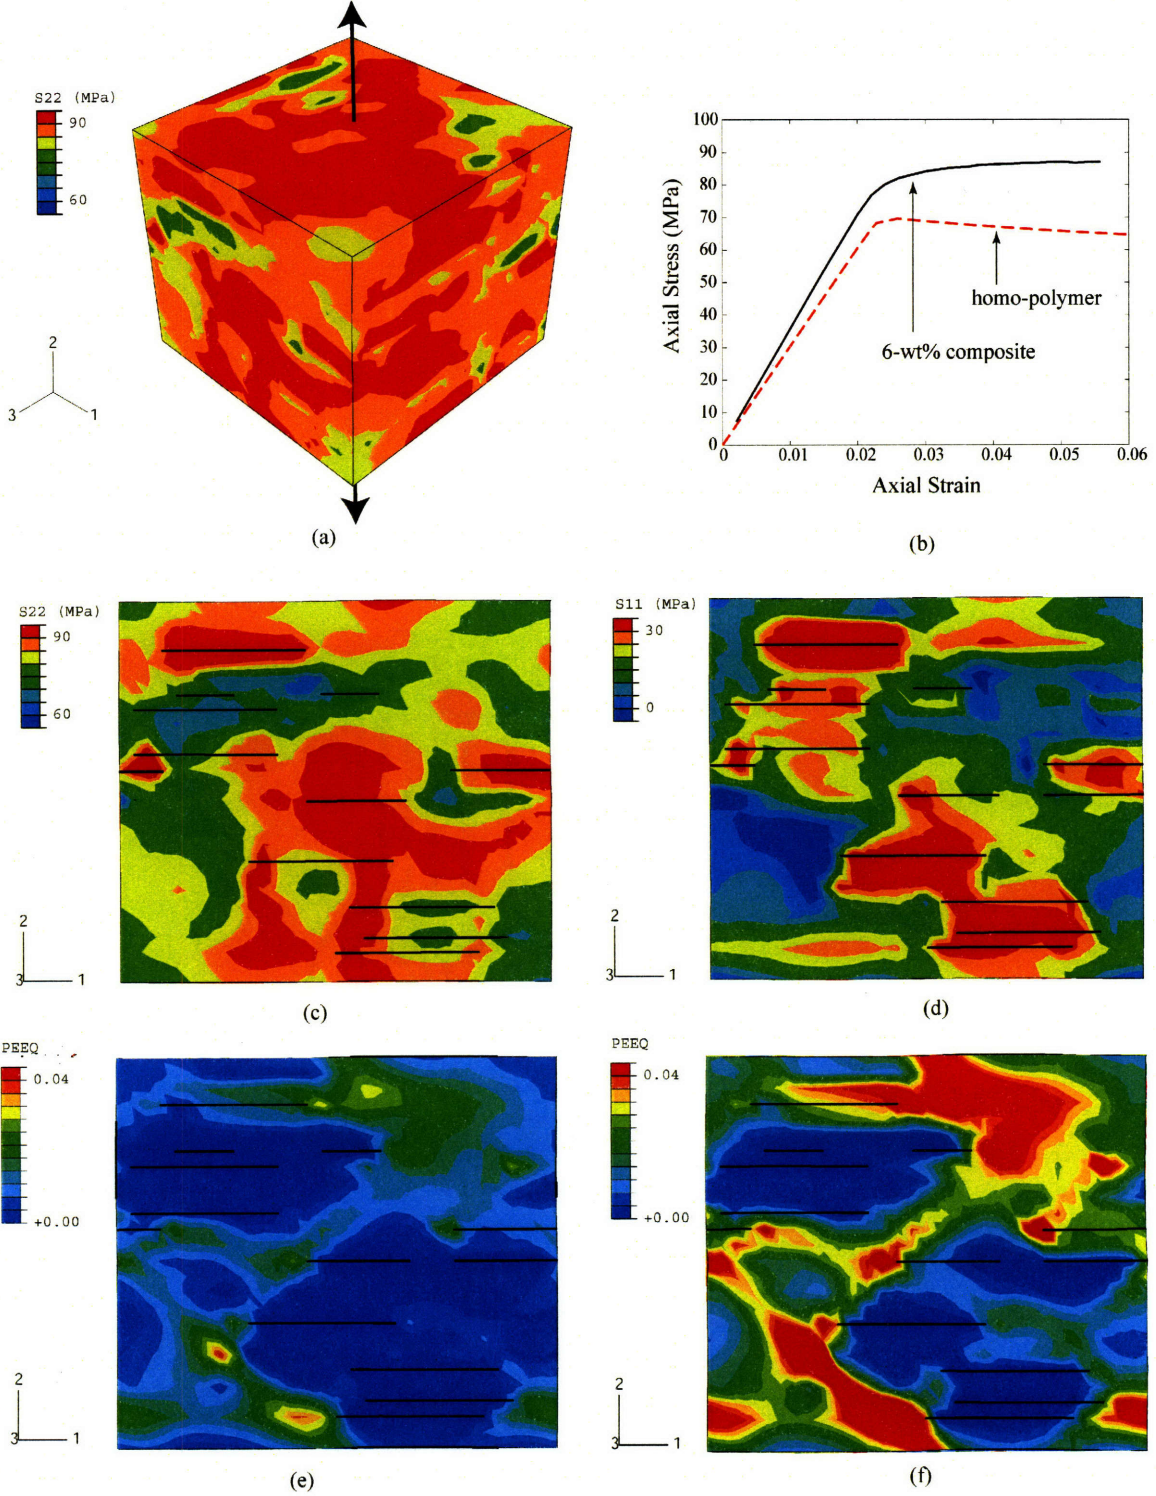 S22 (MPa)
90
60
2
3
1
(a)
100
90
80
70
60
50
40
30
20
10
0
Axial Stress (MPa)
homo-polymer
6-wt% composite
0 0.01 0.02 0.03 0.04 0.05 0.06
Axial Strain
(b)
S22 (MPa)
90
60
2
3 1
(c)
S11 (MPa)
30
0
2
3 1
(d)
PEEQ
0.04
+0.00
2
3 1
(e)
PEEQ
0.04
+0.00
2
3 1
(f)